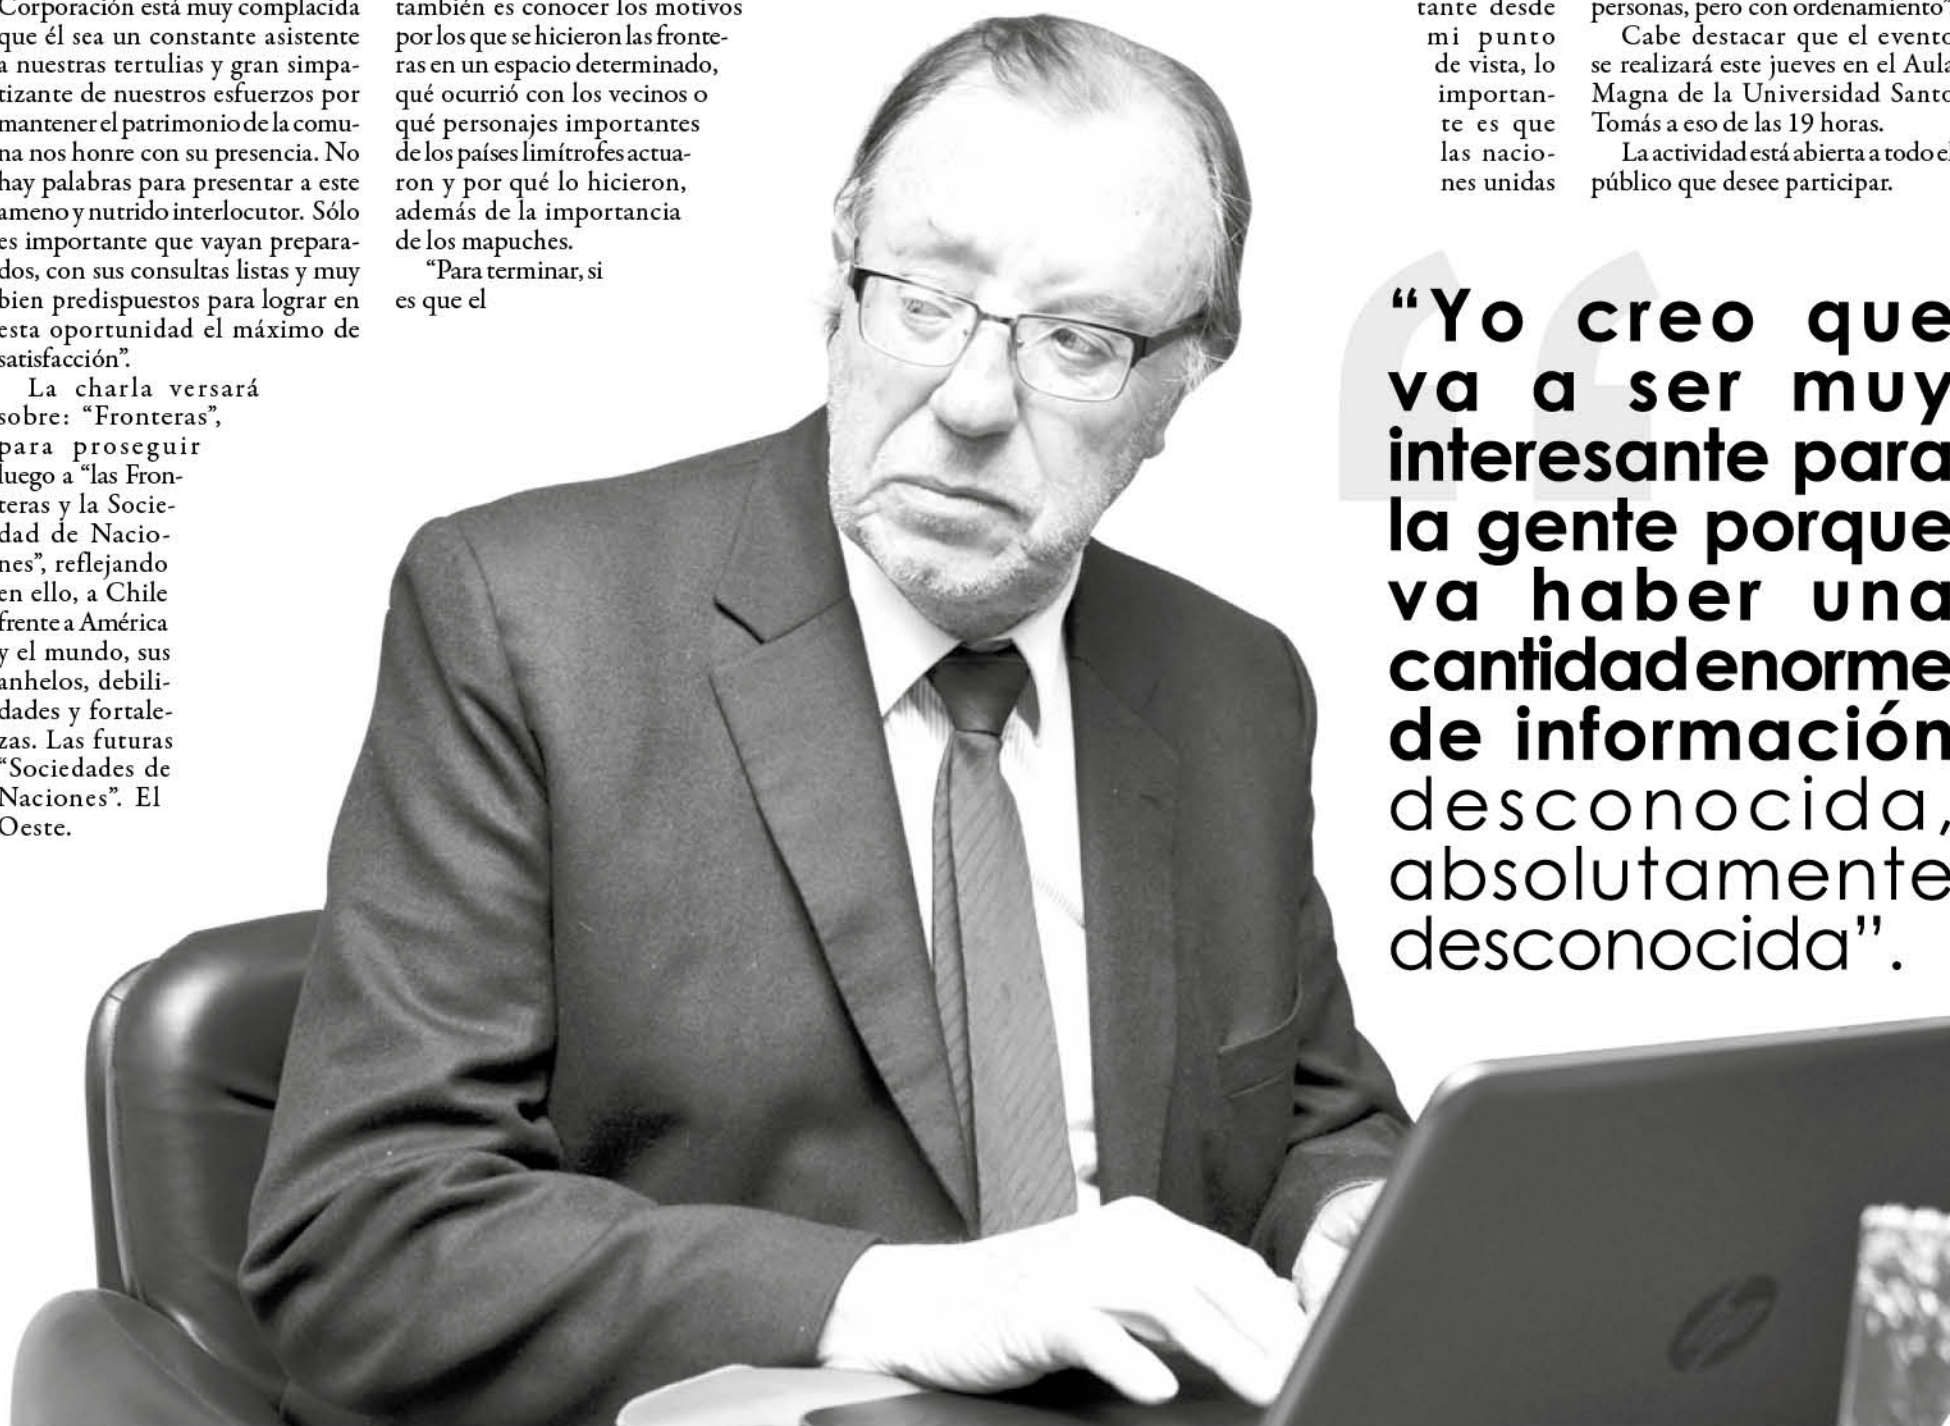 Corporación está muy complacida
que él sea un constante asistente
a nuestras tertulias y gran simpa-
tizante de nuestros esfuerzos por
mantener el patrimonio de la comu-
na nos honre con su presencia. No
hay palabras para presentar a este
ameno y nutrido interlocutor. Sólo
es importante que vayan prepara-
dos, con sus consultas listas y muy
bien predispuestos para lograr en
esta oportunidad el máximo de
satisfacción”.
La charla versará
sobre: “Fronteras”,
para proseguir
luego a “las Fron-
teras y la Socie-
dad de Nacio-
nes”, reflejando
en ello, a Chile
frente a América
y el mundo, sus
anhelos, debili-
dades y fortale-
zas. Las futuras
“Sociedades de
Naciones”. El
Oeste.
también es conocer los motivos
por los que se hicieron las fronte-
ras en un espacio determinado,
qué ocurrió con los vecinos o
qué personajes importantes
de los países limítrofes actua-
ron y por qué lo hicieron,
además de la importancia
de los mapuches.
“Para terminar, si
es que el
tante desde
mi punto
de vista, lo
importan-
te es que
las nacio-
nes unidas
personas, pero con ordenamiento”
Cabe destacar que el evento
se realizará este jueves en el Aula
Magna de la Universidad Santo
Tomás a eso de las 19 horas.
La actividad está abierta a todo el
público que desee participar.
“Yo creo que
va a ser muy
interesante para
la gente porque
va haber una
cantidad enorme
de información
desconocida,
absolutamente
desconocida”.
hp